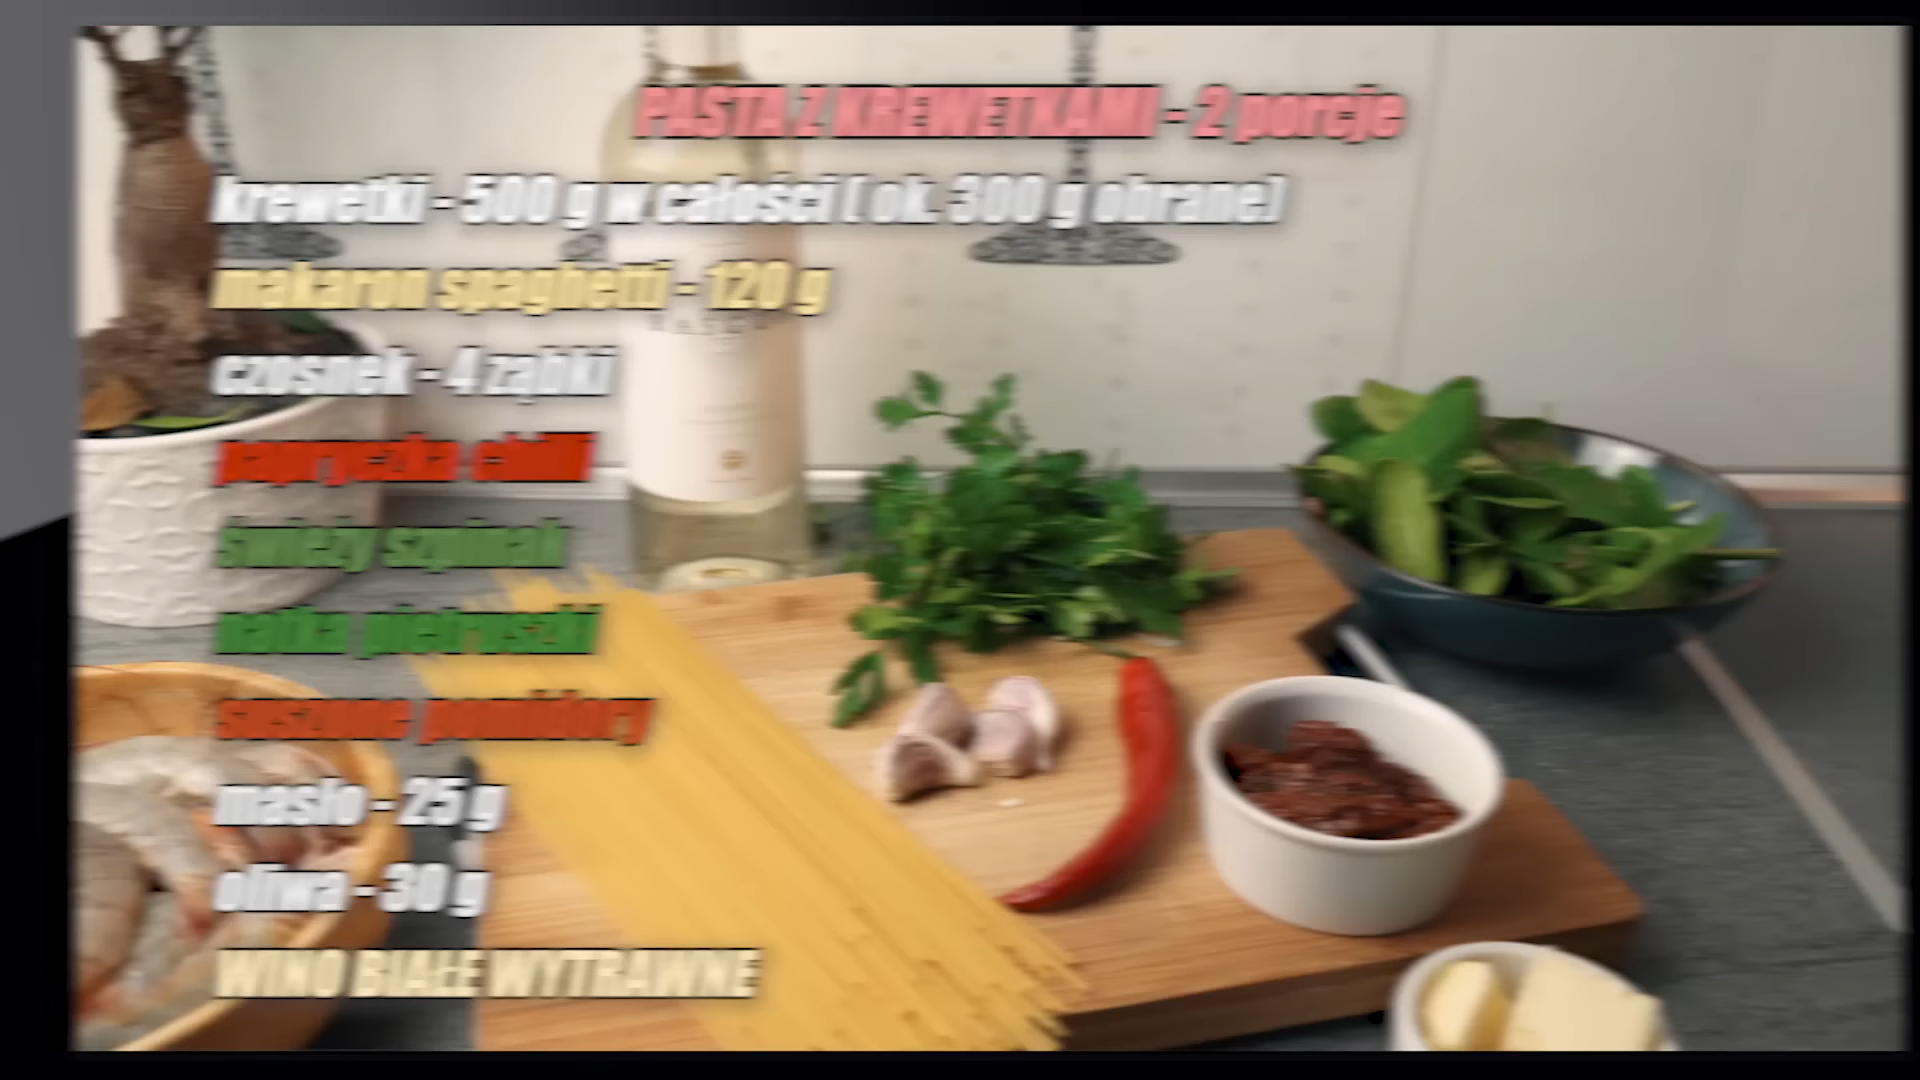 PASTA Z KREWETKAMI - 2 porcje
krewetki - 500 g w całości ( ok. 300 g obrane)
makaron spaghetti - 120 g
czosnek - 4 ząbki
papryczka chilli
świeży szpinak
natka pietruszki
suszone pomidory
masło - 25 g
oliwa - 30 g
WINO BIAŁE WYTRAWNE